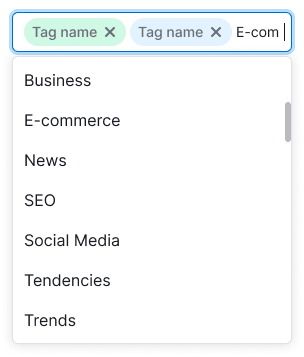 Tag name Tag name E-com
Business
E-commerce
News
SEO
Social Media
Tendencies
Trends